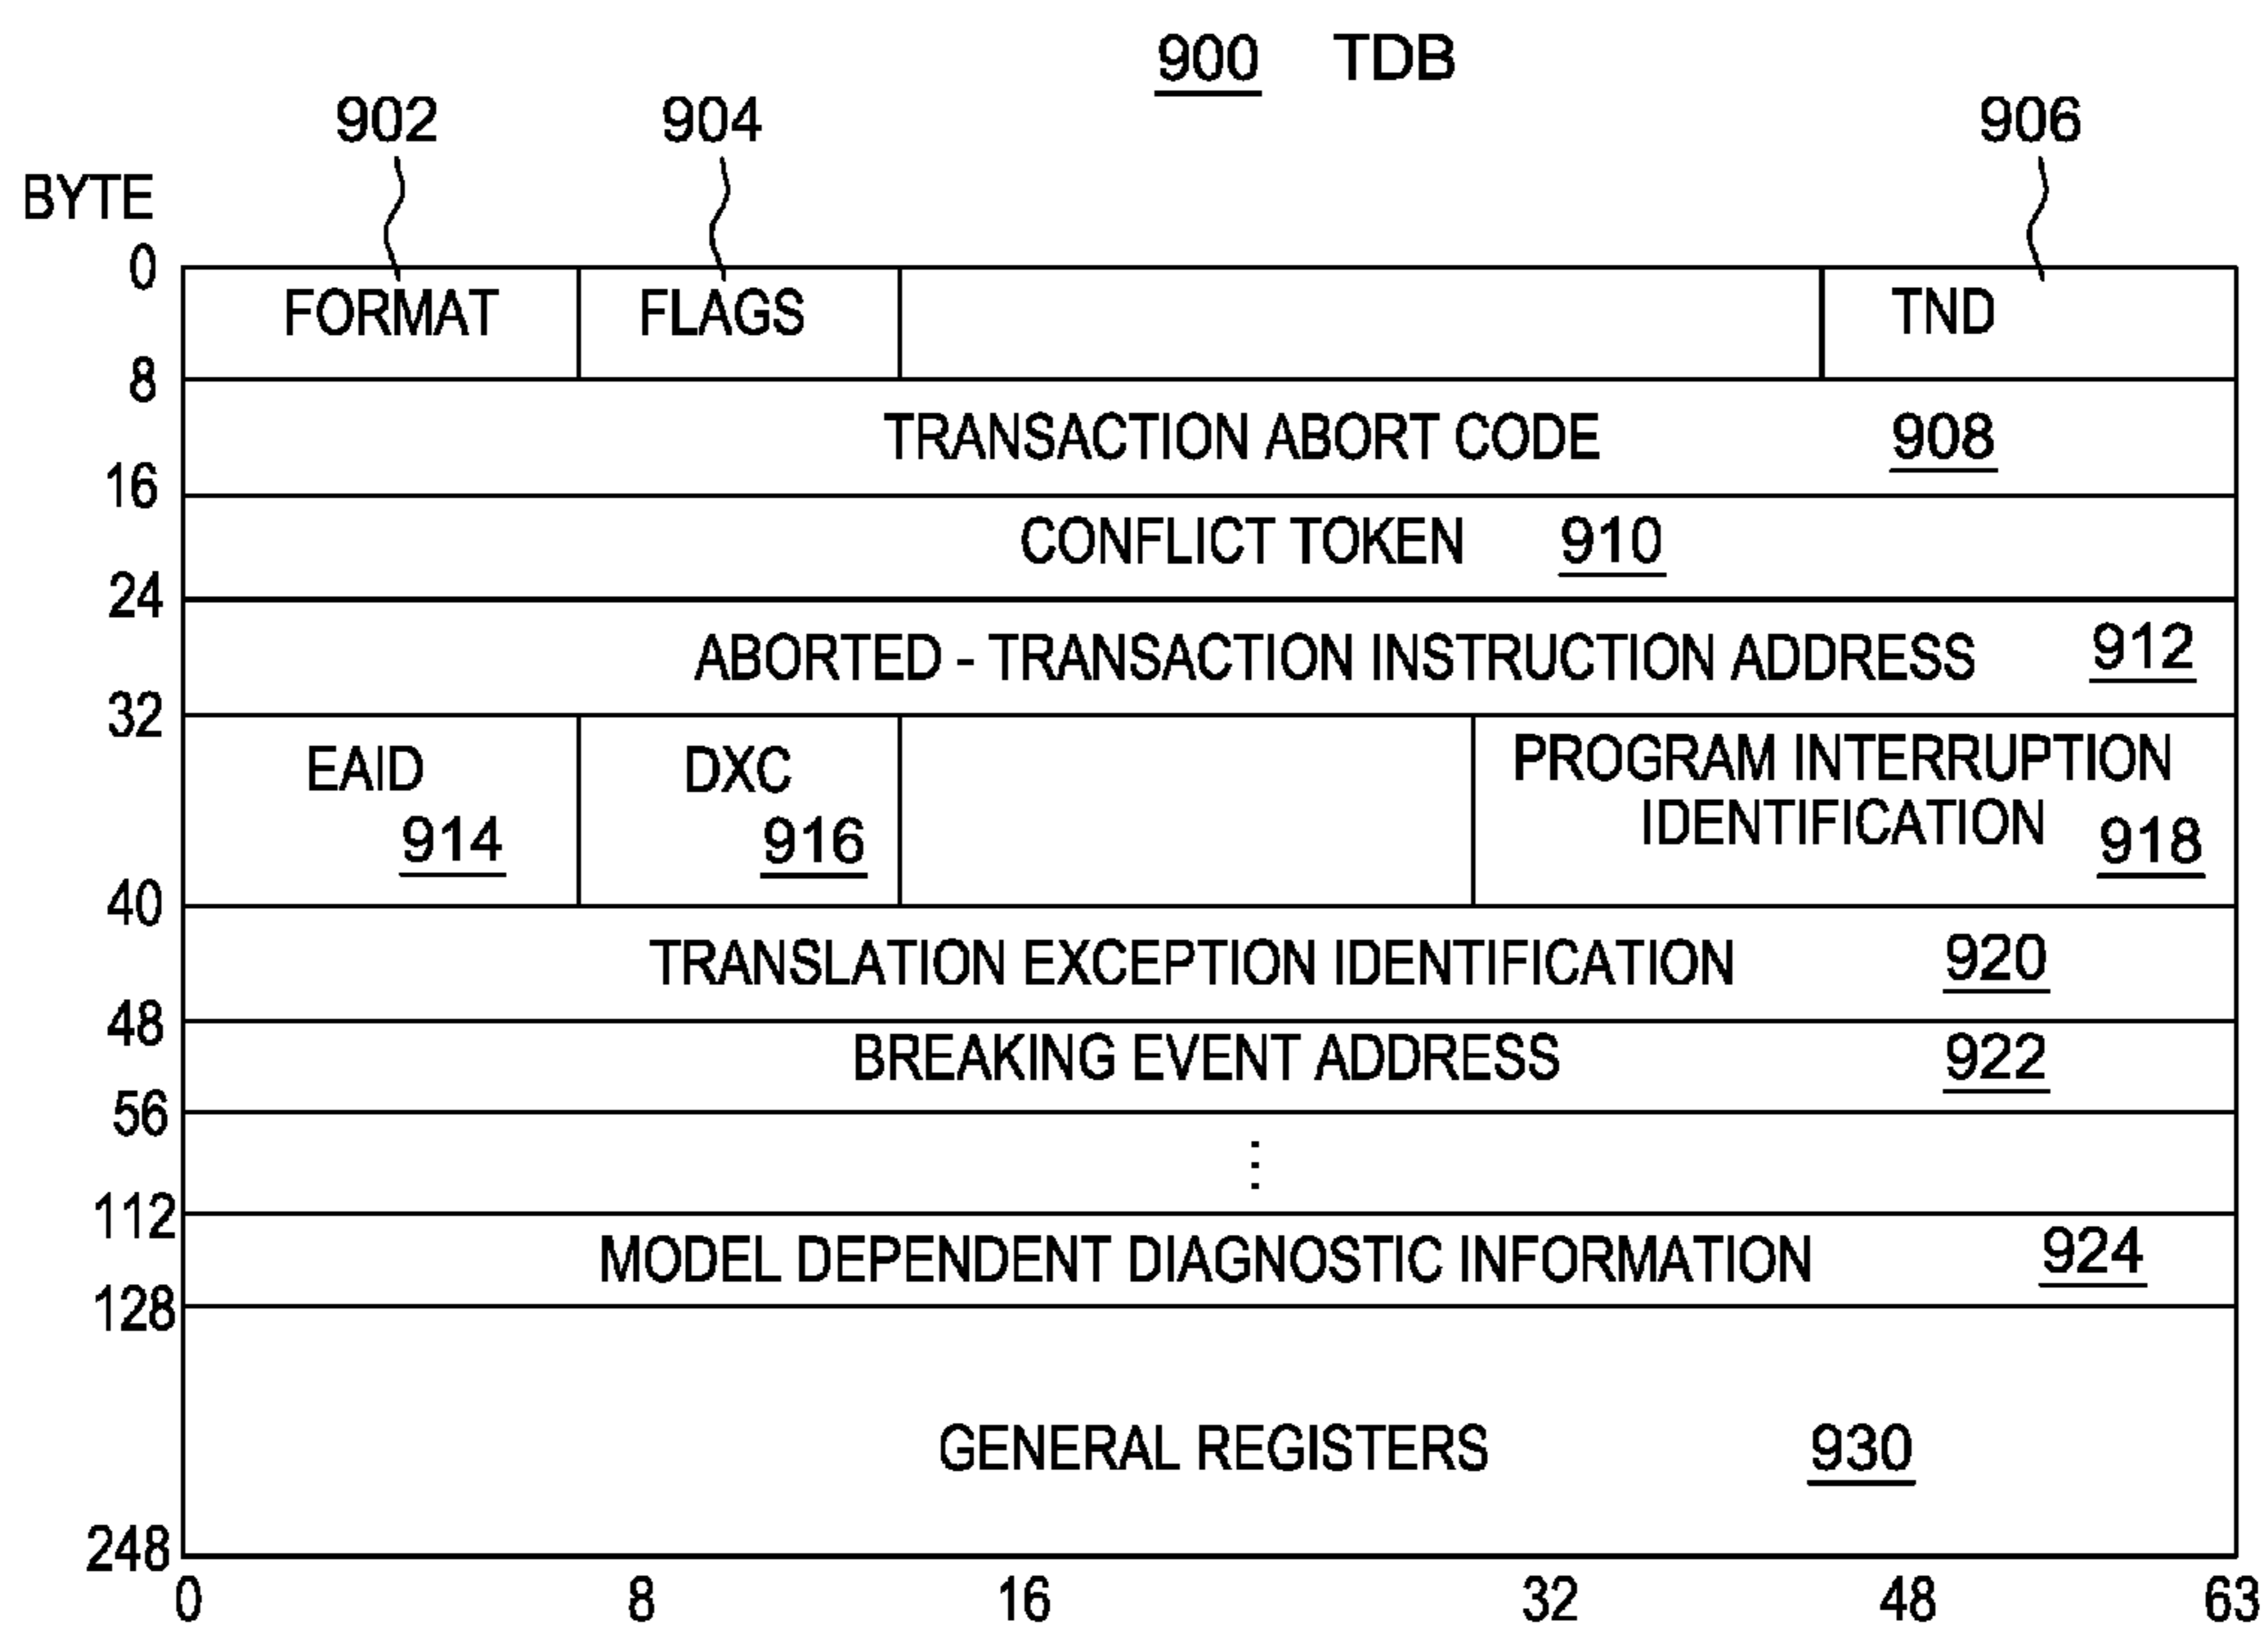 900 TDB
902 904 906
BYTE
0
FORMAT FLAGS TND
8
TRANSACTION ABORT CODE 908
16
CONFLICT TOKEN 910
24
ABORTED - TRANSACTION INSTRUCTION ADDRESS 912
32
EAID DXC PROGRAM INTERRUPTION
IDENTIFICATION
914 916 918
40
TRANSLATION EXCEPTION IDENTIFICATION 920
48
BREAKING EVENT ADDRESS 922
56
⋮
112
MODEL DEPENDENT DIAGNOSTIC INFORMATION 924
128
GENERAL REGISTERS 930
248
0 8 16 32 48 63